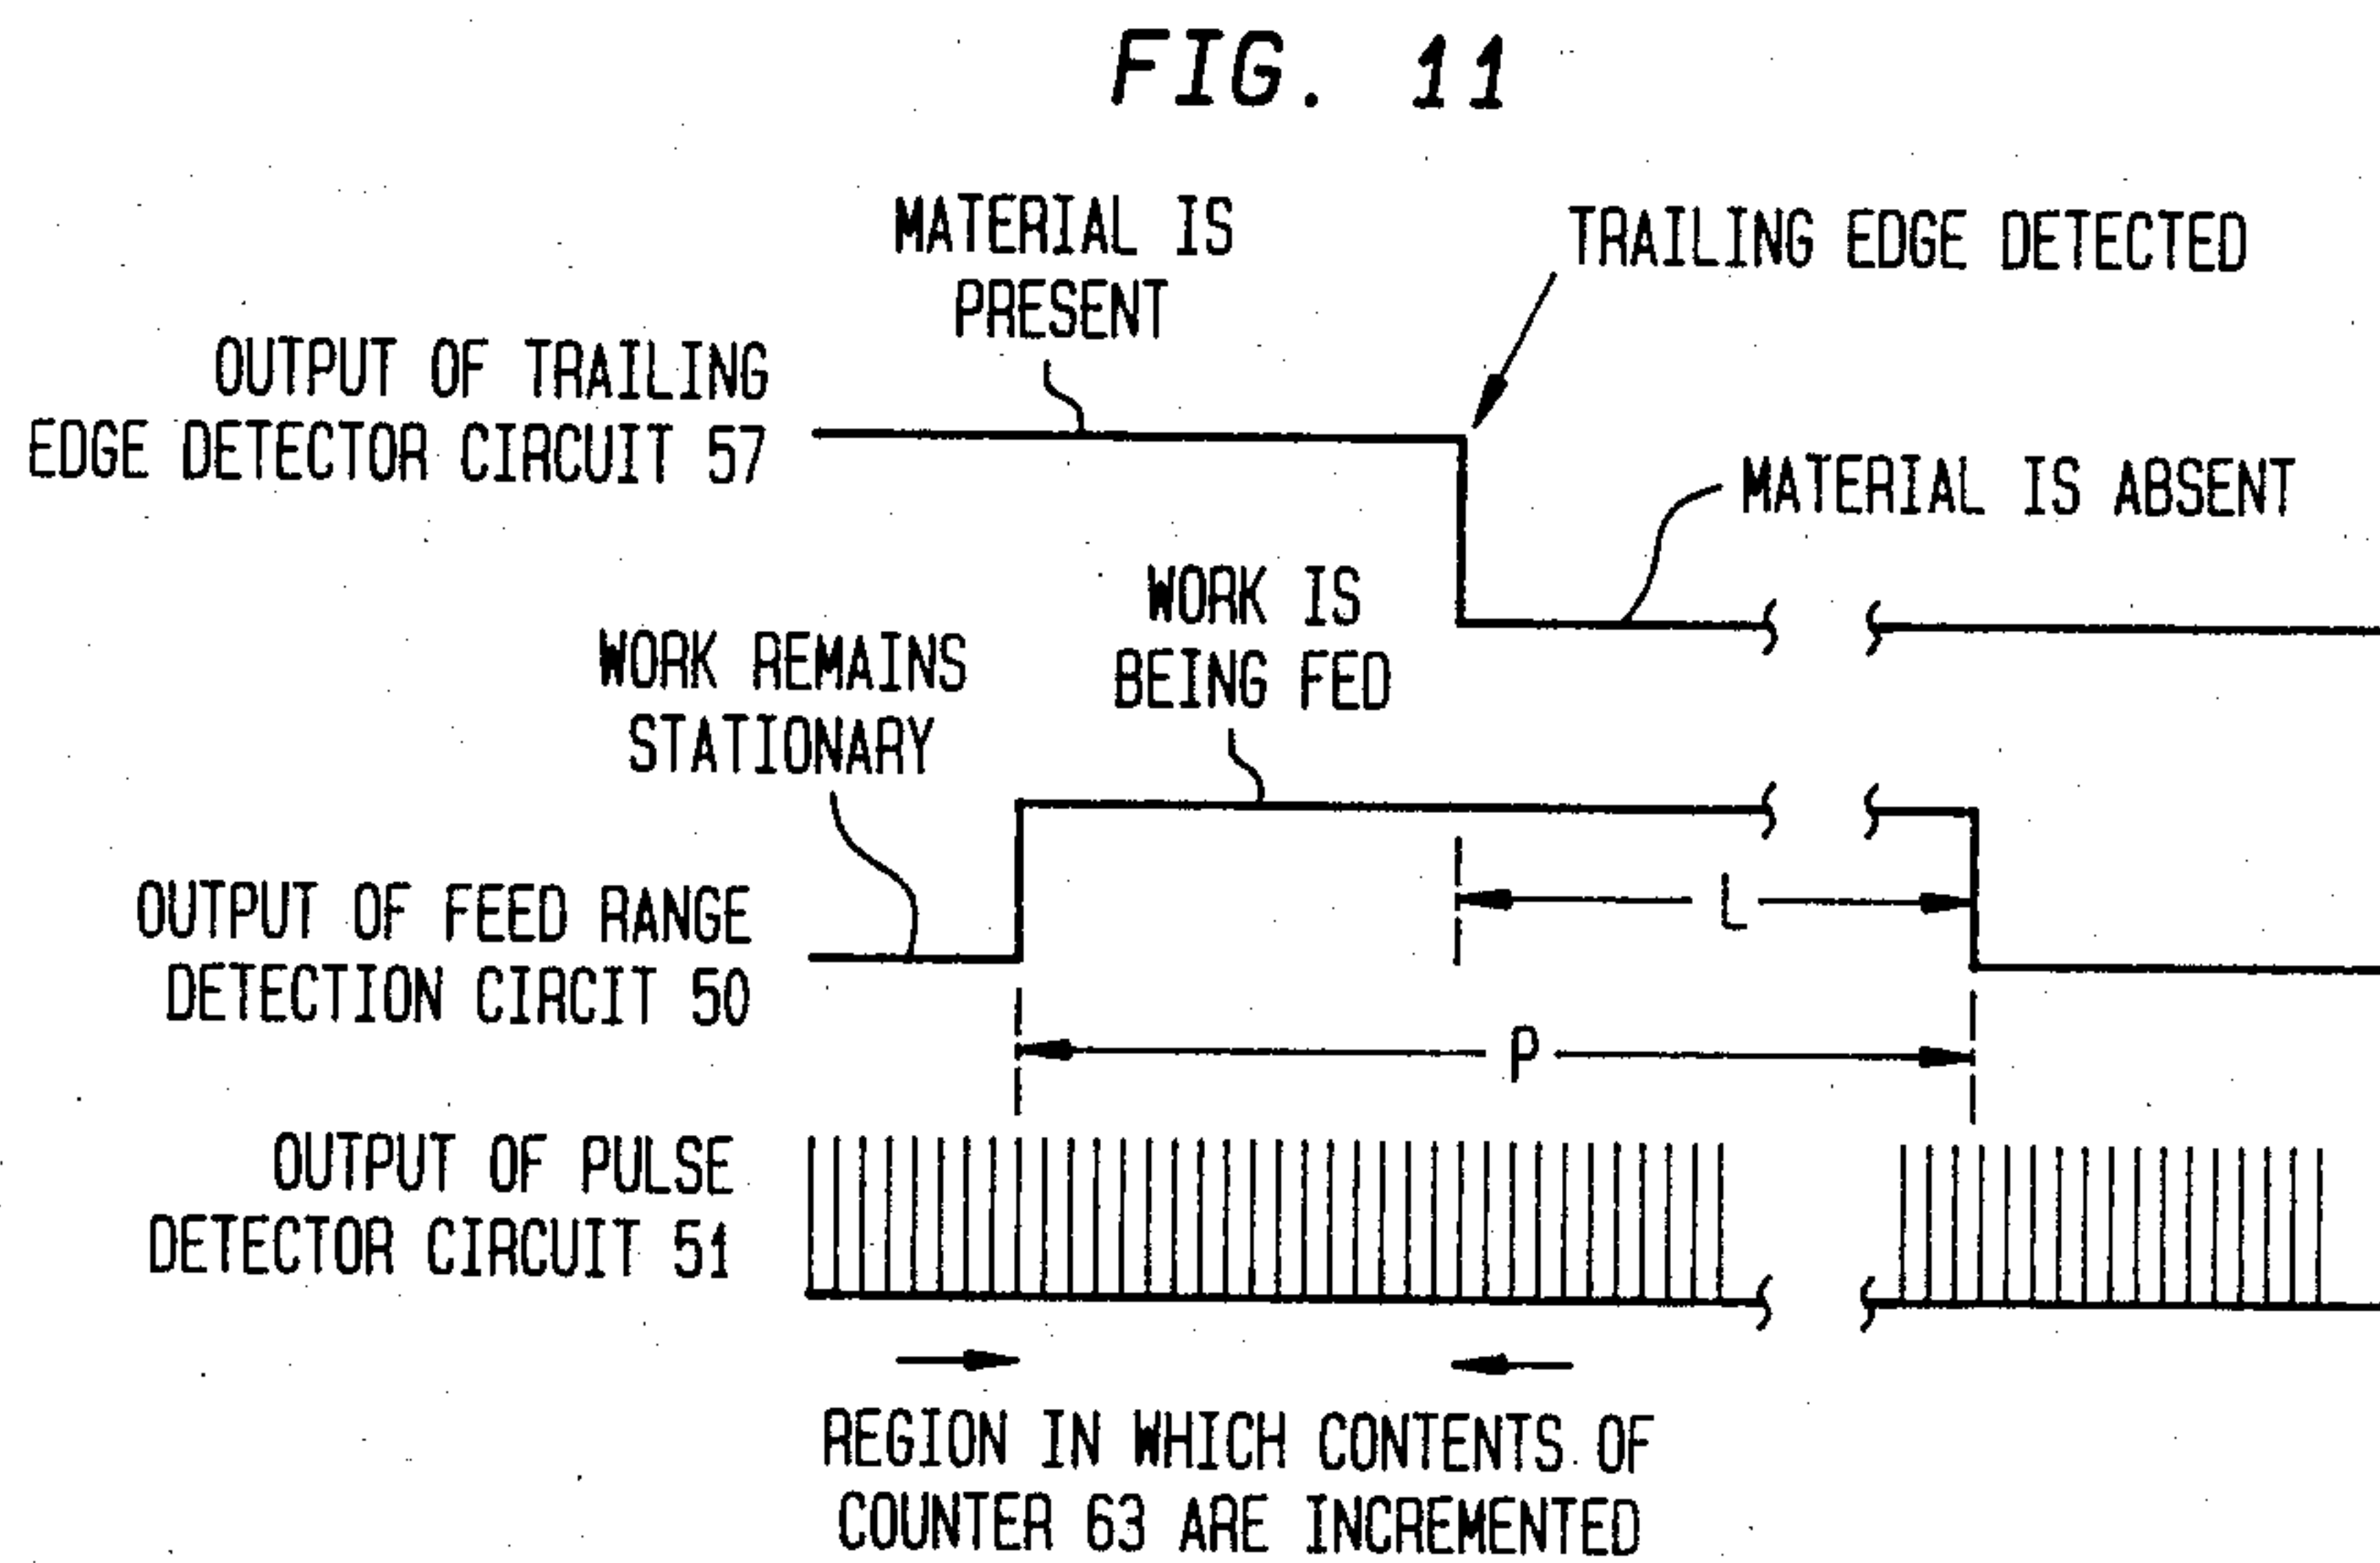 FIG. 11
MATERIAL IS
PRESENT
TRAILING EDGE DETECTED
OUTPUT OF TRAILING
EDGE DETECTOR CIRCUIT 57
MATERIAL IS ABSENT
WORK IS
BEING FED
WORK REMAINS
STATIONARY
OUTPUT OF FEED RANGE
DETECTION CIRCIT 50
L
P
OUTPUT OF PULSE
DETECTOR CIRCUIT 51
REGION IN WHICH CONTENTS OF
COUNTER 63 ARE INCREMENTED